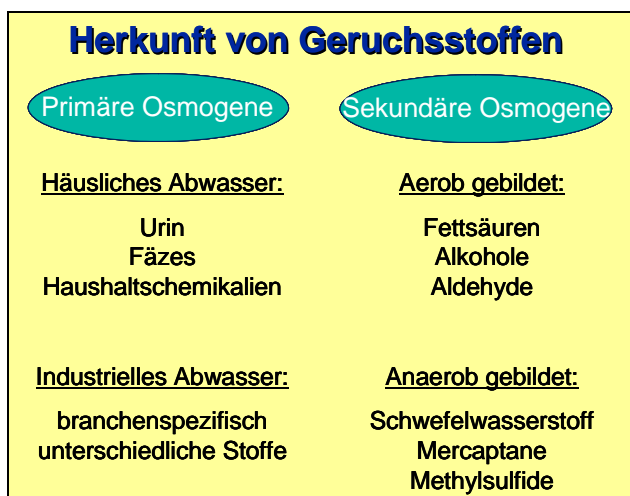 Herkunft von Geruchsstoffen
Primäre Osmogene
Häusliches Abwasser:
Urin
Fäzes
Haushaltschemikalien
Industrielles Abwasser:
branchenspezifisch
unterschiedliche Stoffe
Sekundäre Osmogene
Aerob gebildet:
Fettsäuren
Alkohole
Aldehyde
Anaerob gebildet:
Schwefelwasserstoff
Mercaptane
Methylsulfide